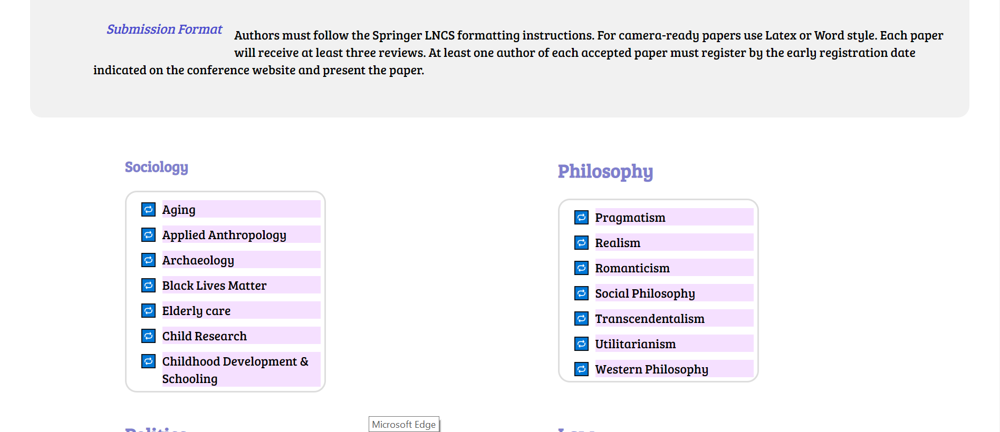 Submission Format
Authors must follow the Springer LNCS formatting instructions. For camera-ready papers use Latex or Word style. Each paper
will receive at least three reviews. At least one author of each accepted paper must register by the early registration date
indicated on the conference website and present the paper.
Sociology
Aging
Applied Anthropology
Archaeology
Black Lives Matter
Elderly care
Child Research
Childhood Development &
Schooling
Philosophy
Pragmatism
Realism
Romanticism
Social Philosophy
Transcendentalism
Utilitarianism
Western Philosophy
Politics
Microsoft Edge